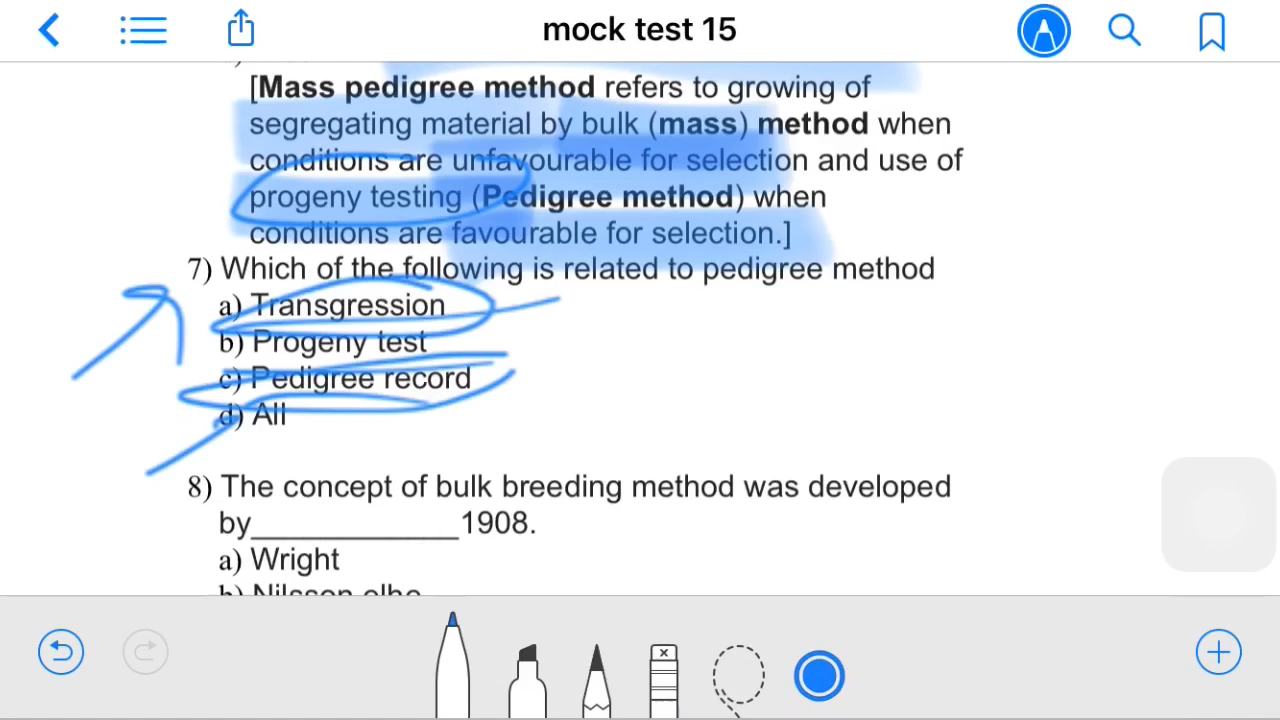 mock test 15
[Mass pedigree method refers to growing of
segregating material by bulk (mass) method when
conditions are unfavourable for selection and use of
progeny testing (Pedigree method) when
conditions are favourable for selection.]
7) Which of the following is related to pedigree method
a) Transgression
b) Progeny test
c) Pedigree record
d) All
8) The concept of bulk breeding method was developed
by_____________1908.
a) Wright
b) Nilsson elhe